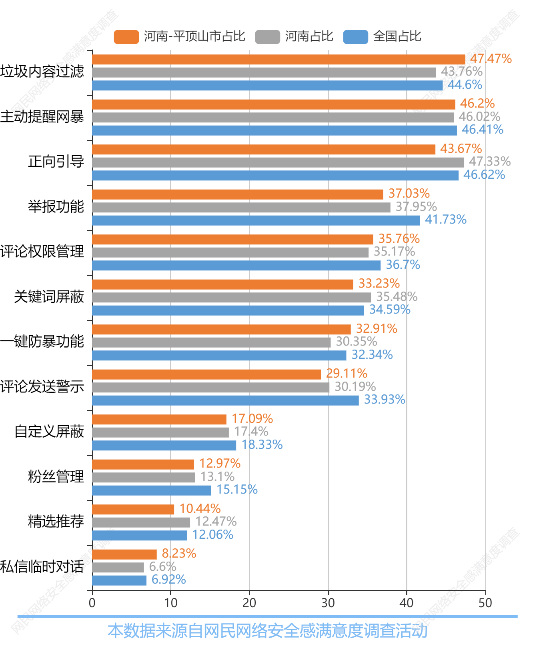 河南-平顶山市占比 河南占比 全国占比
垃圾内容过滤 47.47% 43.76% 44.6%
主动提醒网暴 46.2% 46.02% 46.41%
正向引导 43.67% 47.33% 46.62%
举报功能 37.03% 37.95% 41.73%
评论权限管理 35.76% 35.17% 36.7%
关键词屏蔽 33.23% 35.48% 34.59%
一键防暴功能 32.91% 30.35% 32.34%
评论发送警示 29.11% 30.19% 33.93%
自定义屏蔽 17.09% 17.4% 18.33%
粉丝管理 12.97% 13.1% 15.15%
精选推荐 10.44% 12.47% 12.06%
私信临时对话 8.23% 6.6% 6.92%
0 10 20 30 40 50
本数据来源自网民网络安全感满意度调查活动